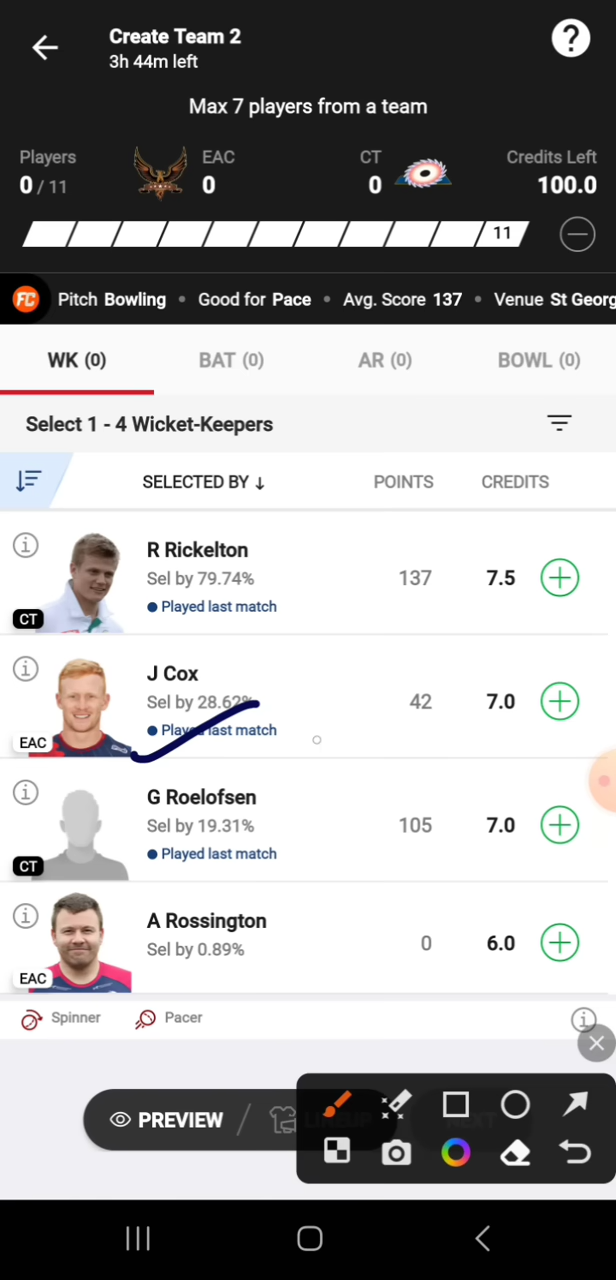 Create Team 2
3h 44m left
?
Max 7 players from a team
Players EAC CT Credits Left
0 / 11 0 0 100.0
11
FC Pitch Bowling • Good for Pace • Avg. Score 137 • Venue St Georg
WK (0) BAT (0) AR (0) BOWL (0)
Select 1 - 4 Wicket-Keepers
SELECTED BY ↓ POINTS CREDITS
R Rickelton
Sel by 79.74% 137 7.5
Played last match
CT
J Cox
Sel by 28.62% 42 7.0
Played last match
EAC
G Roelofsen
Sel by 19.31% 105 7.0
Played last match
CT
A Rossington
Sel by 0.89% 0 6.0
EAC
Spinner Pacer
PREVIEW / LINEUP NEXT